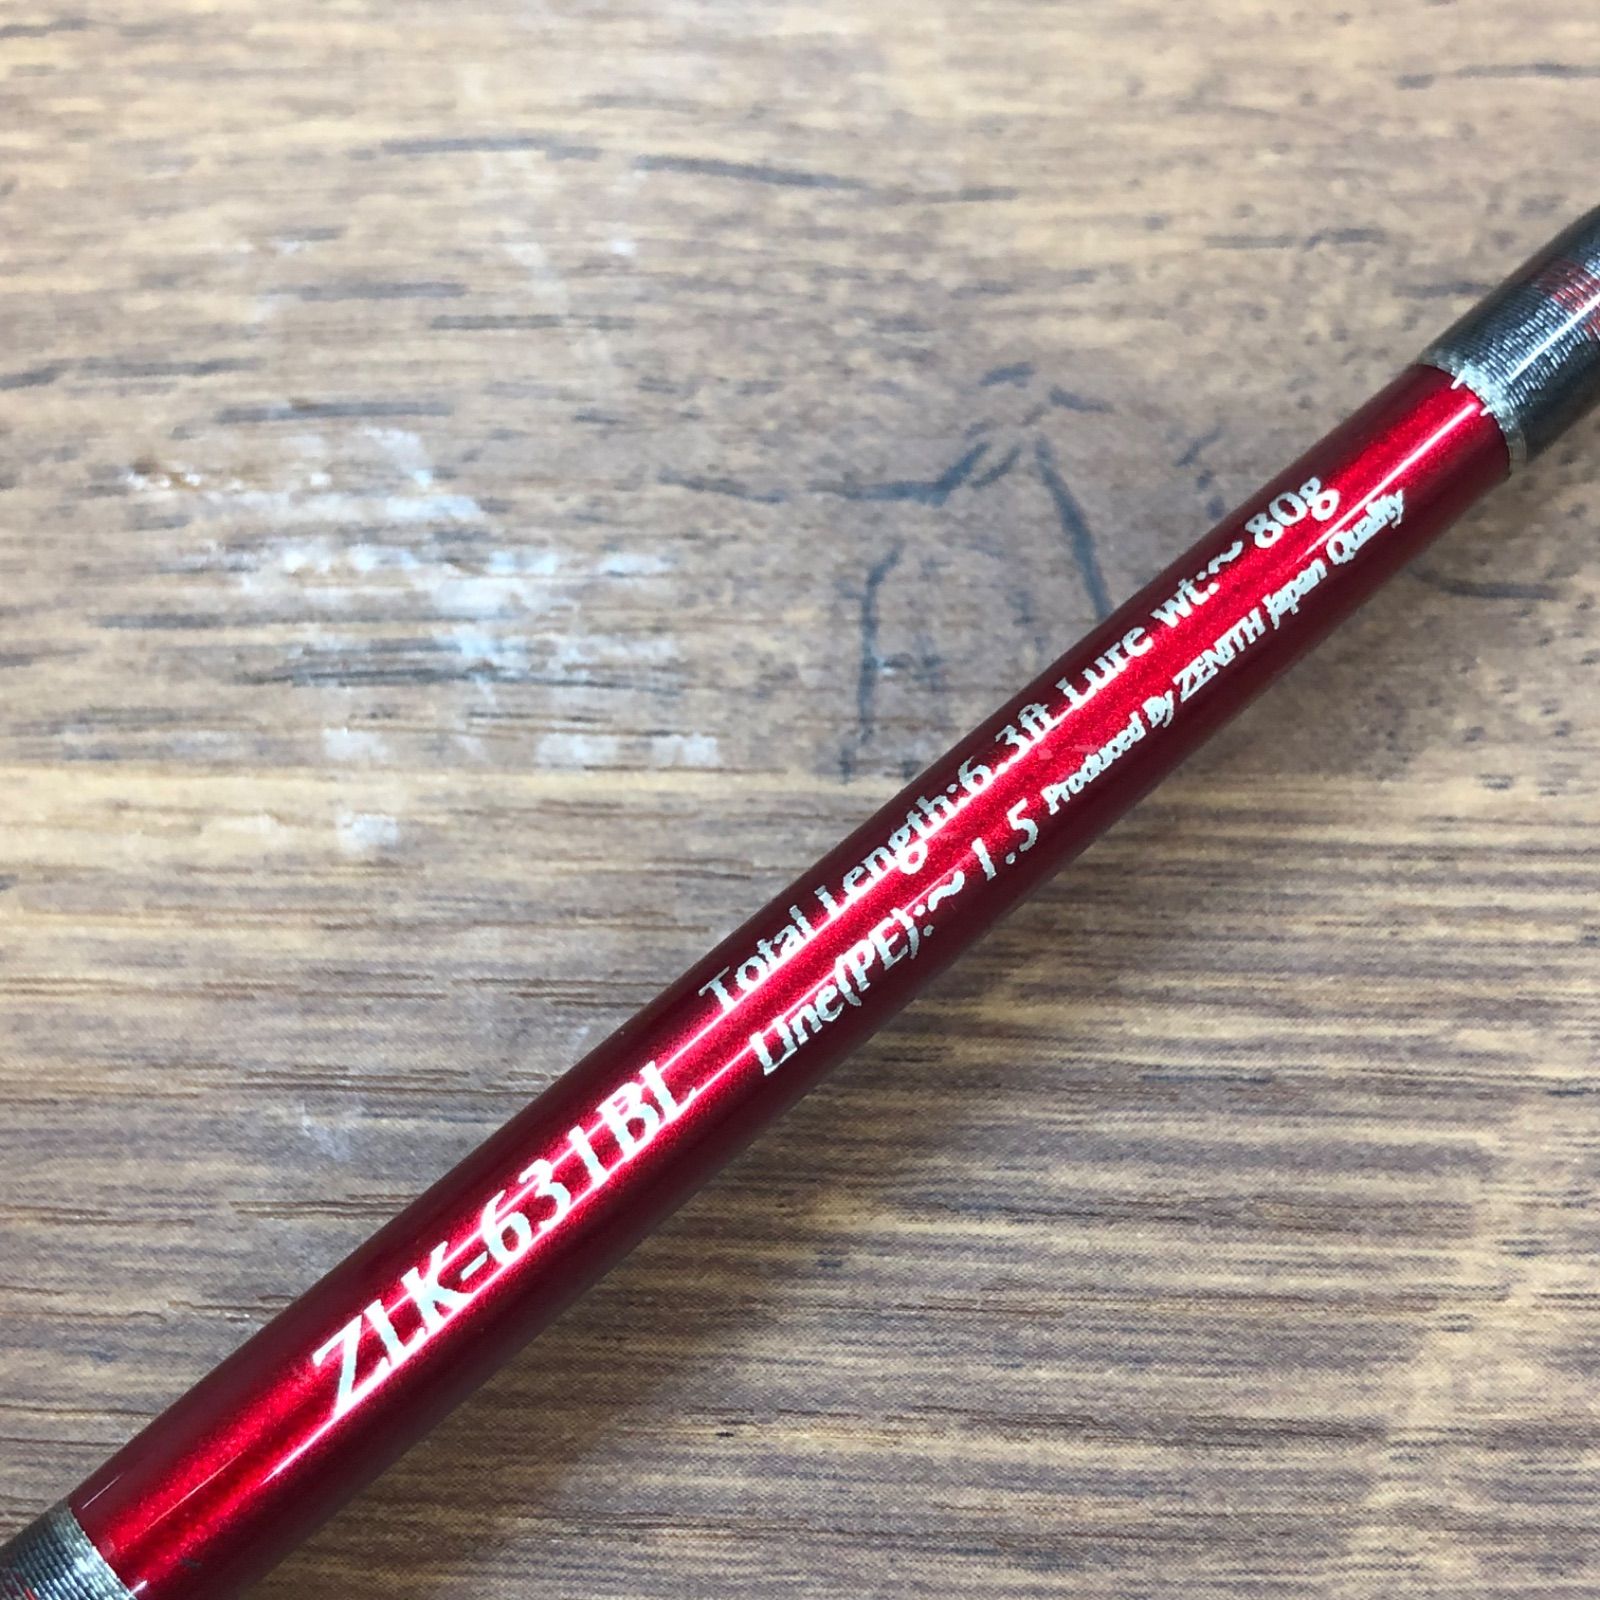 ZLK-631BL
Total Length:6.3ft Lure wt:~80g
Line(PE):~1.5 Produced By ZENITH Japan Quality